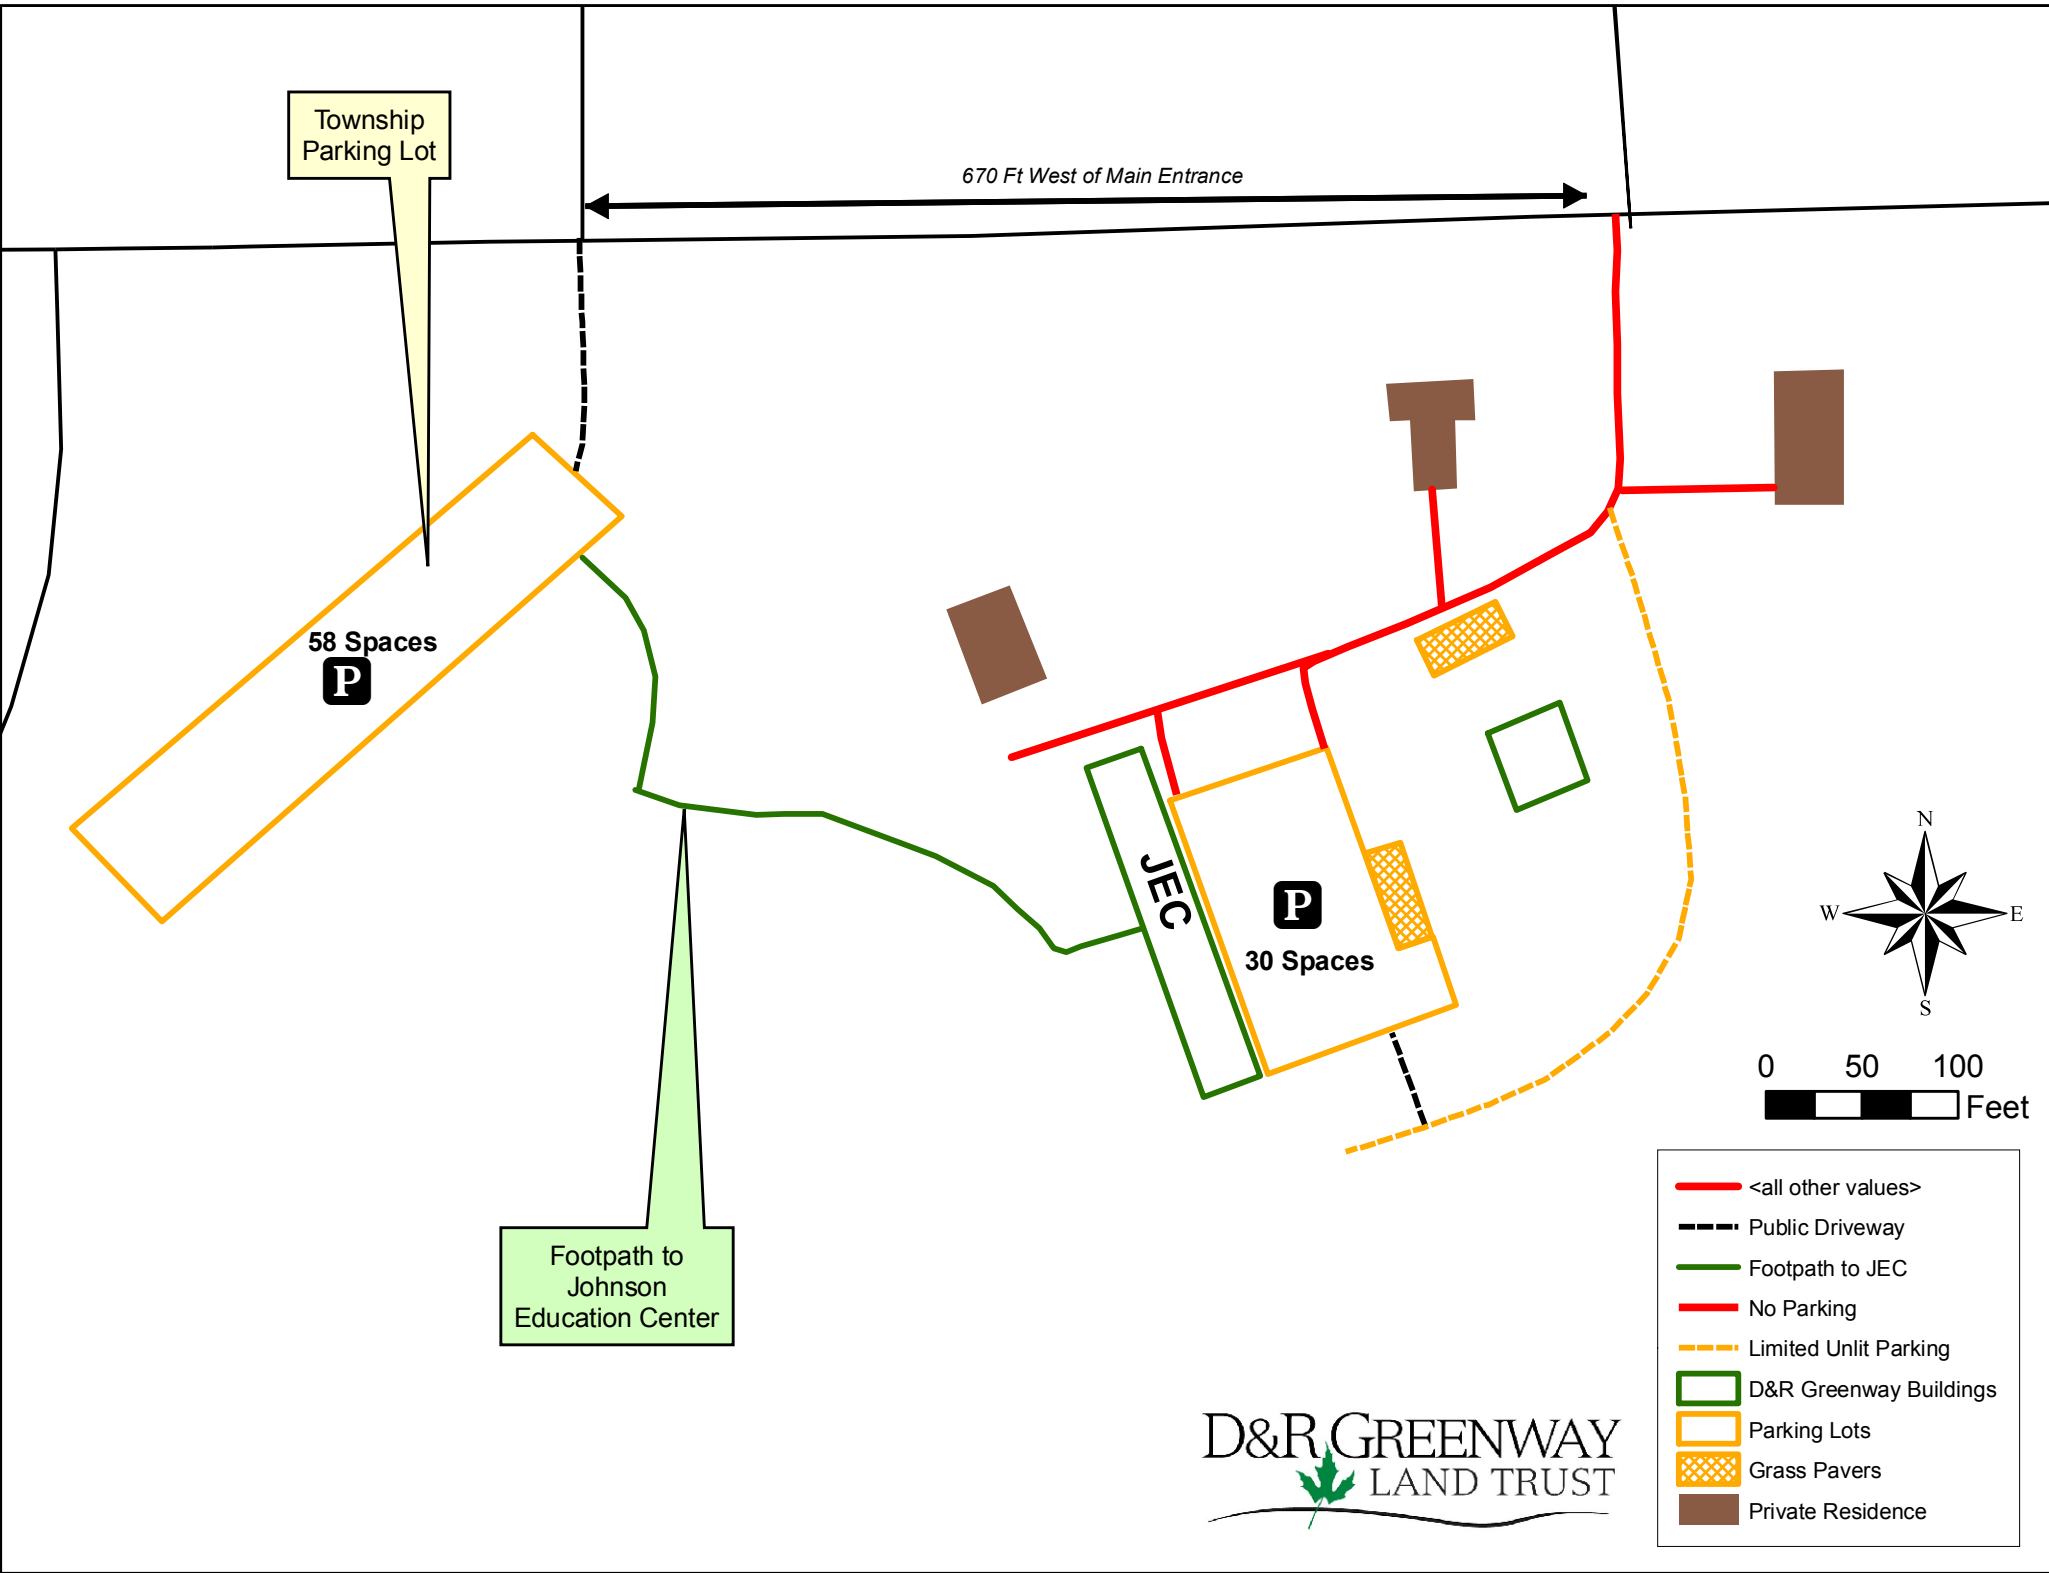 Township
Parking Lot
670 Ft West of Main Entrance
58 Spaces
P
JEC
P
30 Spaces
N
W
E
S
0 50 100
Feet
Footpath to
Johnson
Education Center
<all other values>
Public Driveway
Footpath to JEC
No Parking
Limited Unlit Parking
D&R Greenway Buildings
Parking Lots
Grass Pavers
Private Residence
D&R GREENWAY
LAND TRUST